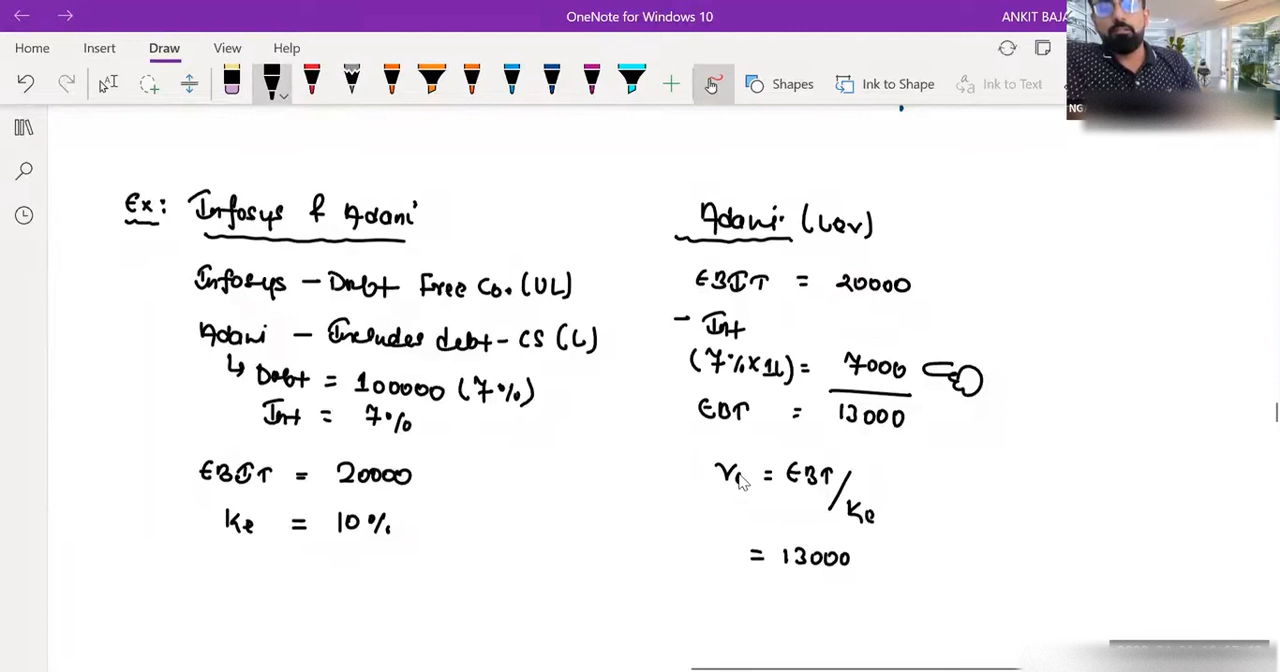 OneNote for Windows 10
ANKIT BAJA
Home Insert Draw View Help
Shapes Ink to Shape Ink to Text
NG
Ex: Infosys & Adani
Infosys - Debt Free Co. (UL)
Adani - Includes debt - CS (L)
↳ Debt = 100000 (7%)
Int = 7%
EBIT = 20000
Ke = 10%
Adani (Lev)
EBIT = 20000
- Int
(7% x 1L) = 7000
EBT = 13000
= EBT/Ke
= 13000